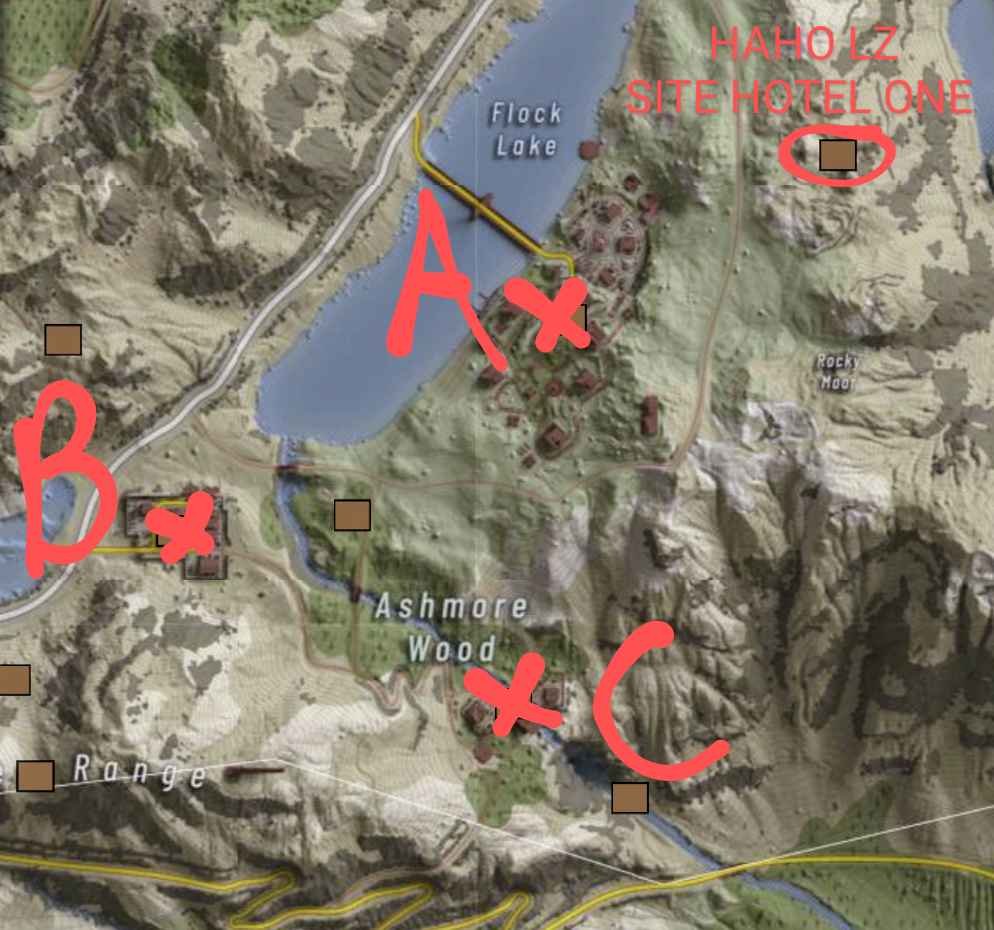 HAHO LZ
SITE HOTEL ONE
Flock
Lake
A
Rocky
Moor
B
Ashmore
Wood
C
Range